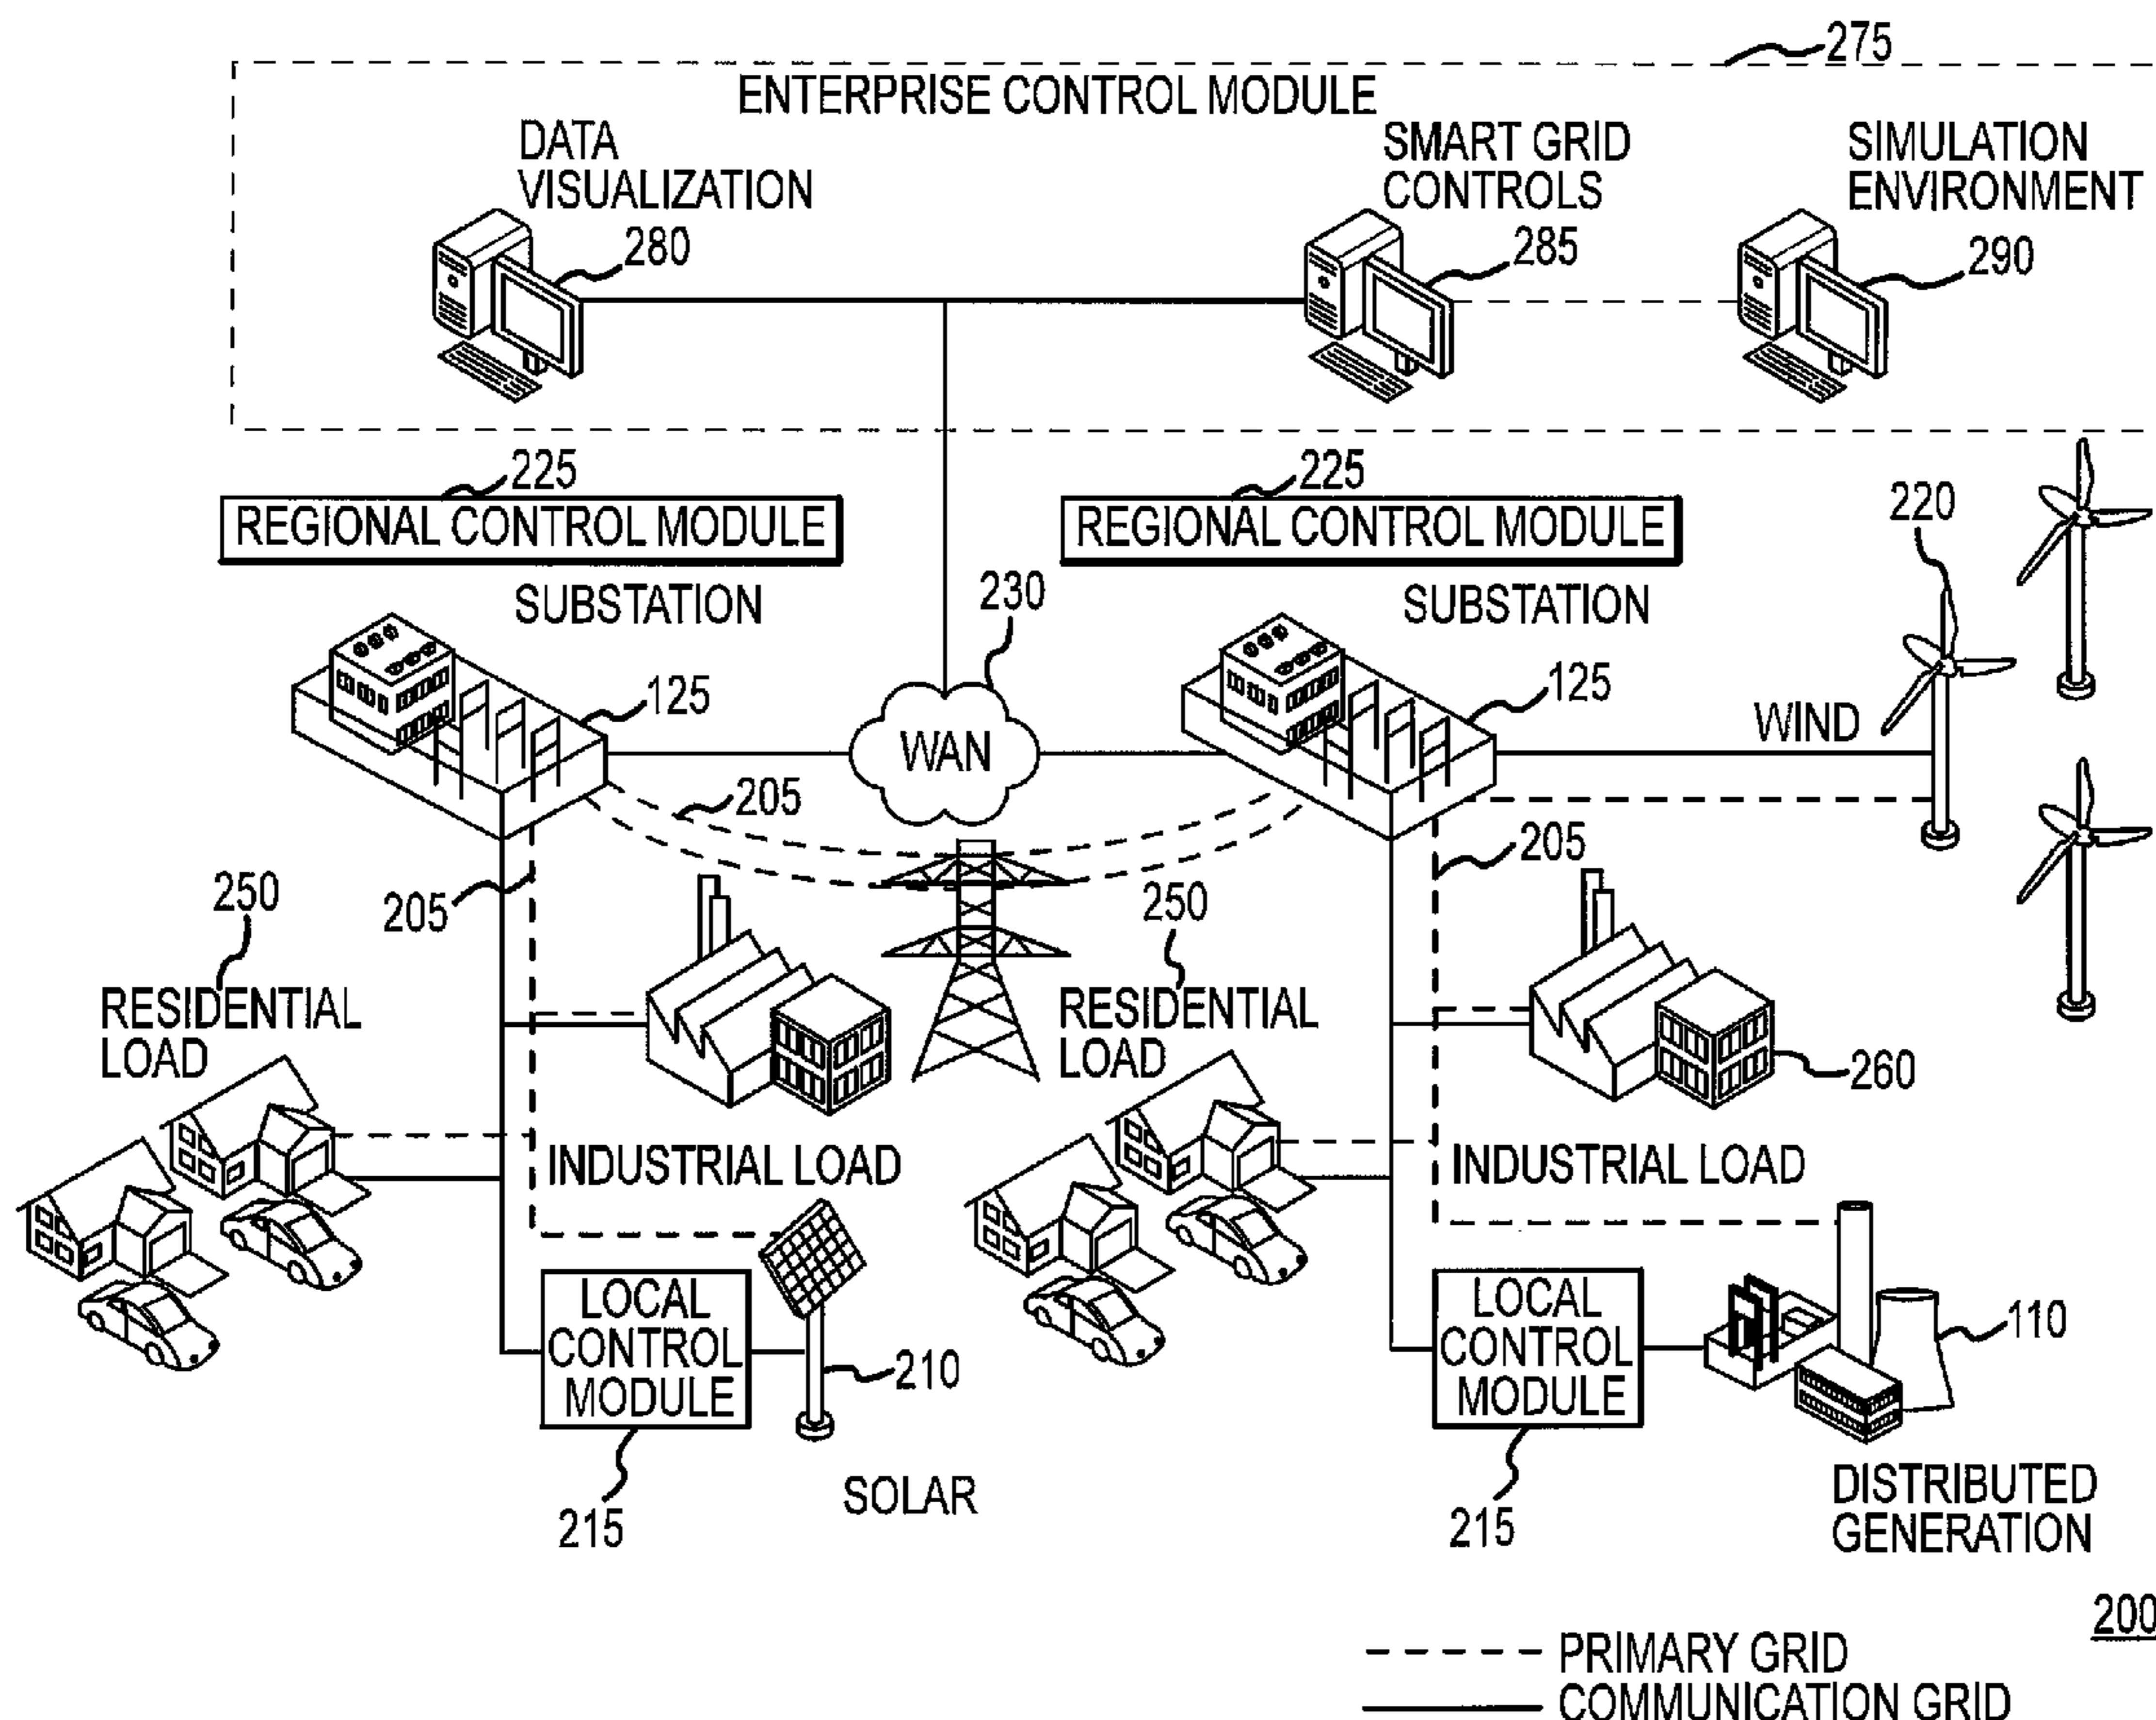 275
ENTERPRISE CONTROL MODULE
DATA
VISUALIZATION
280
SMART GRID
CONTROLS
285
SIMULATION
ENVIRONMENT
290
225
REGIONAL CONTROL MODULE
SUBSTATION
125
225
REGIONAL CONTROL MODULE
SUBSTATION
125
220
WIND
230
WAN
205
205
205
250
RESIDENTIAL
LOAD
250
RESIDENTIAL
LOAD
260
INDUSTRIAL LOAD
INDUSTRIAL LOAD
LOCAL
CONTROL
MODULE
215
210
SOLAR
LOCAL
CONTROL
MODULE
215
110
DISTRIBUTED
GENERATION
200
PRIMARY GRID
COMMUNICATION GRID